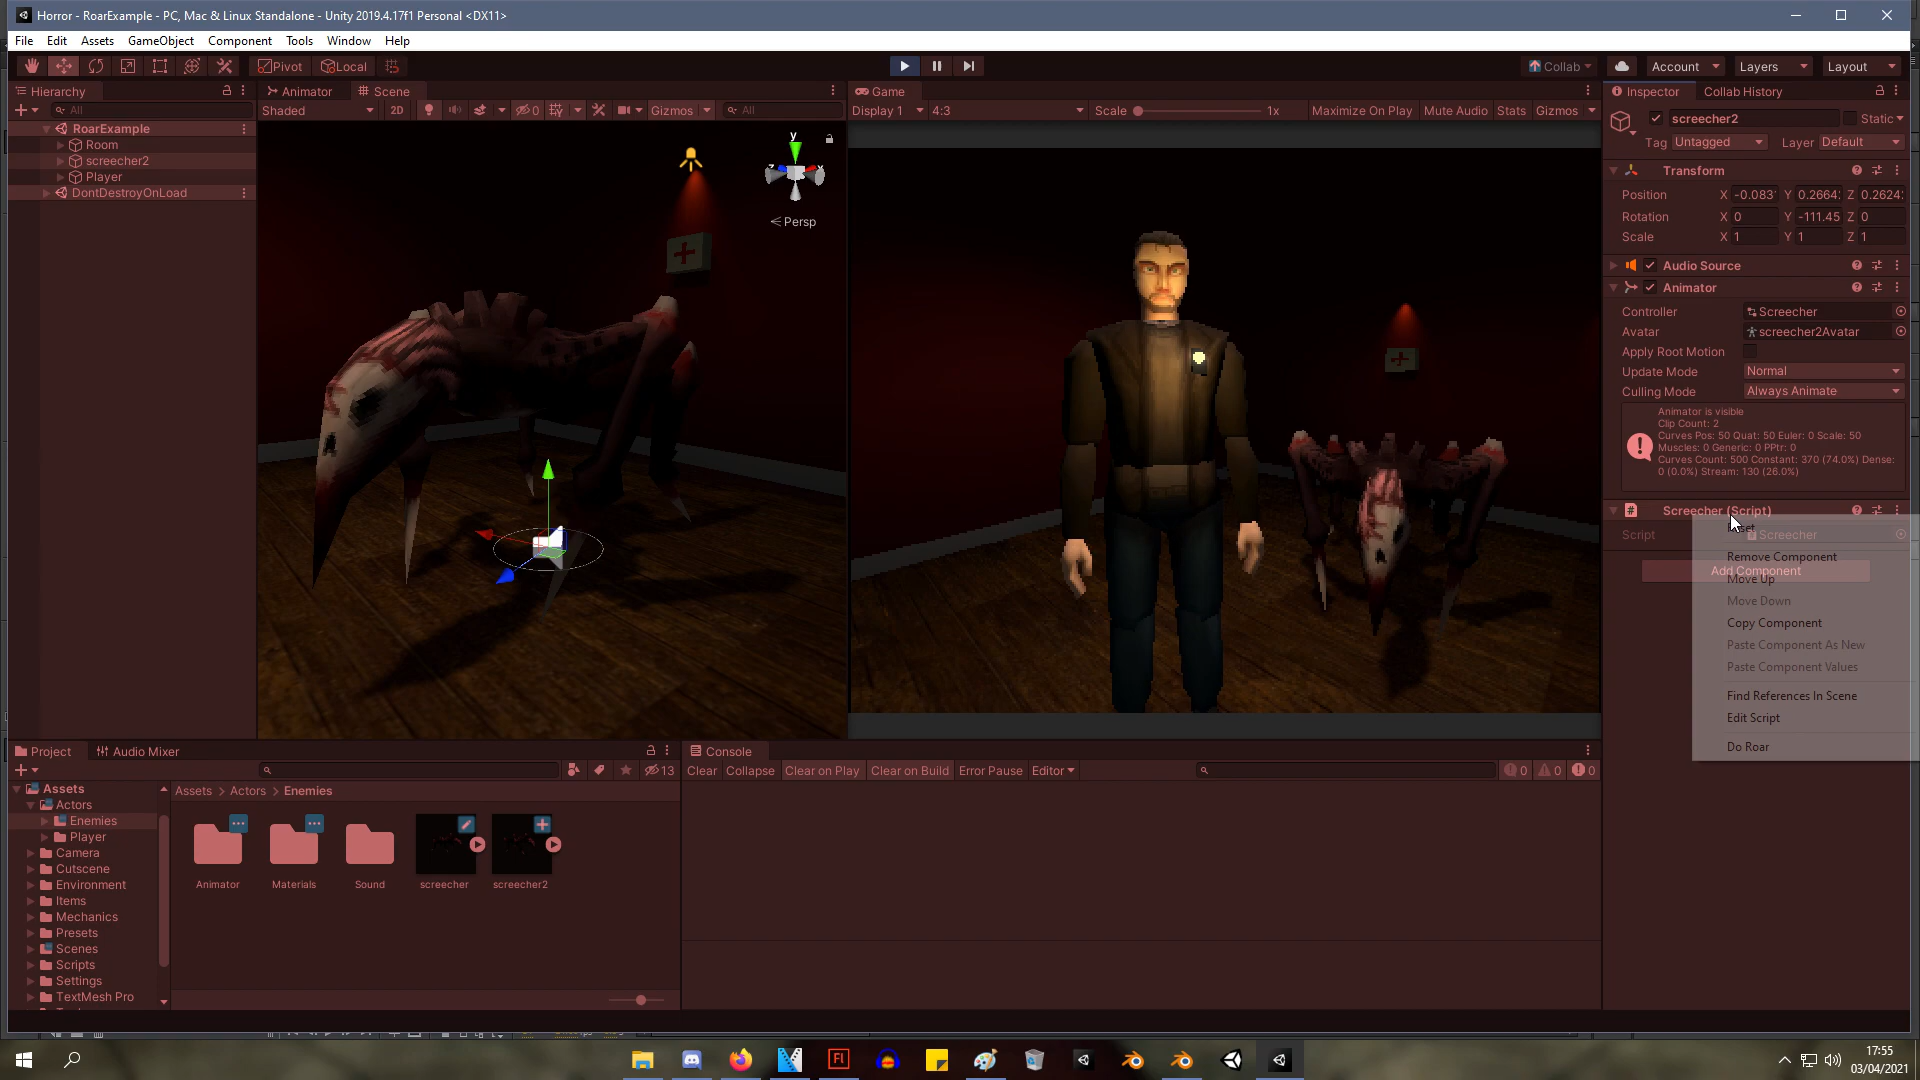 Horror - RoarExample - PC, Mac & Linux Standalone - Unity 2019.4.17f1 Personal <DX11>
File Edit Assets GameObject Component Tools Window Help
Pivot Local Collab Account Layers Layout
Hierarchy
All
RoarExample
Room
screecher2
Player
DontDestroyOnLoad
Animator Scene
Shaded 2D 0 Gizmos All
y
x
Persp
Game
Display 1 4:3 Scale 1x Maximize On Play Mute Audio Stats Gizmos
Inspector Collab History
screecher2 Static
Tag Untagged Layer Default
Transform
Position X -0.083 Y 0.2664 Z 0.2624
Rotation X 0 Y -111.45 Z 0
Scale X 1 Y 1 Z 1
Audio Source
Animator
Controller Screecher
Avatar screecher2Avatar
Apply Root Motion
Update Mode Normal
Culling Mode Always Animate
Animator is visible
Clip Count: 2
Curves Pos: 50 Quat: 50 Euler: 0 Scale: 50
Muscles: 0 Generic: 0 PPtr: 0
Curves Count: 500 Constant: 370 (74.0%) Dense:
0 (0.0%) Stream: 130 (26.0%)
# Screecher (Script)
Script Screecher
Add Component
Remove Component
Move Up
Move Down
Copy Component
Paste Component As New
Paste Component Values
Find References In Scene
Edit Script
Do Roar
Project Audio Mixer
13
Assets
Actors
Enemies
Player
Camera
Cutscene
Environment
Items
Mechanics
Presets
Scenes
Scripts
Settings
TextMesh Pro
Assets > Actors > Enemies
Animator Materials Sound screecher screecher2
Console
Clear Collapse Clear on Play Clear on Build Error Pause Editor 0 0 0
Fl
17:55
03/04/2021